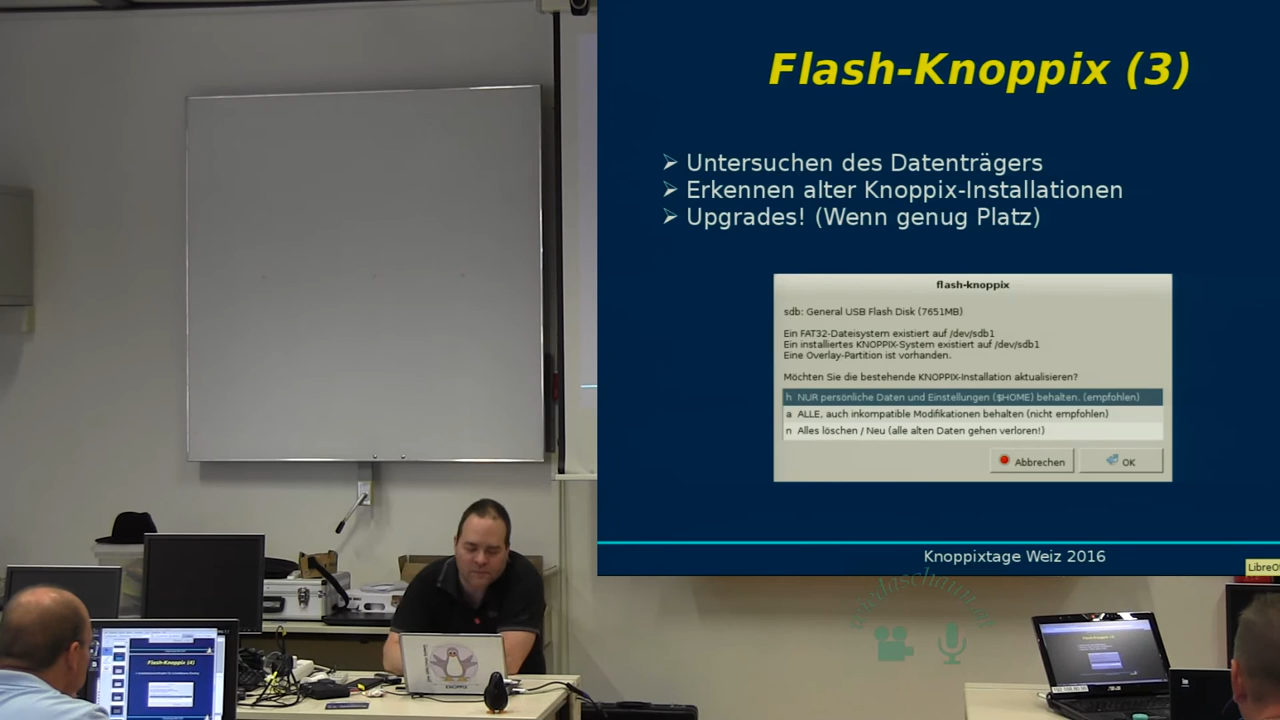 Flash-Knoppix (3)
Untersuchen des Datenträgers
Erkennen alter Knoppix-Installationen
Upgrades! (Wenn genug Platz)
flash-knoppix
sdb: General USB Flash Disk (7651MB)
Ein FAT32-Dateisystem existiert auf /dev/sdb1
Ein installiertes KNOPPIX-System existiert auf /dev/sdb1
Eine Overlay-Partition ist vorhanden.
Möchten Sie die bestehende KNOPPIX-Installation aktualisieren?
h NUR persönliche Daten und Einstellungen ($HOME) behalten. (empfohlen)
a ALLE, auch inkompatible Modifikationen behalten (nicht empfohlen)
n Alles löschen / Neu (alle alten Daten gehen verloren!)
Abbrechen
OK
Knoppixtage Weiz 2016
Flash-Knoppix (4)
KNOPPIX